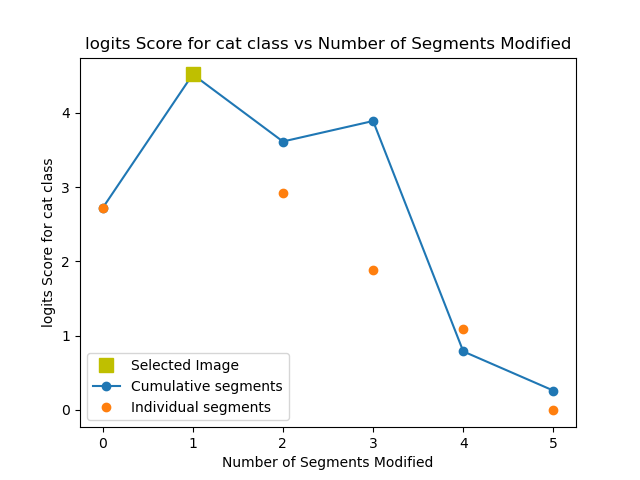 logits Score for cat class vs Number of Segments Modified
logits Score for cat class
4
3
2
1
0
Selected Image
Cumulative segments
Individual segments
0 1 2 3 4 5
Number of Segments Modified